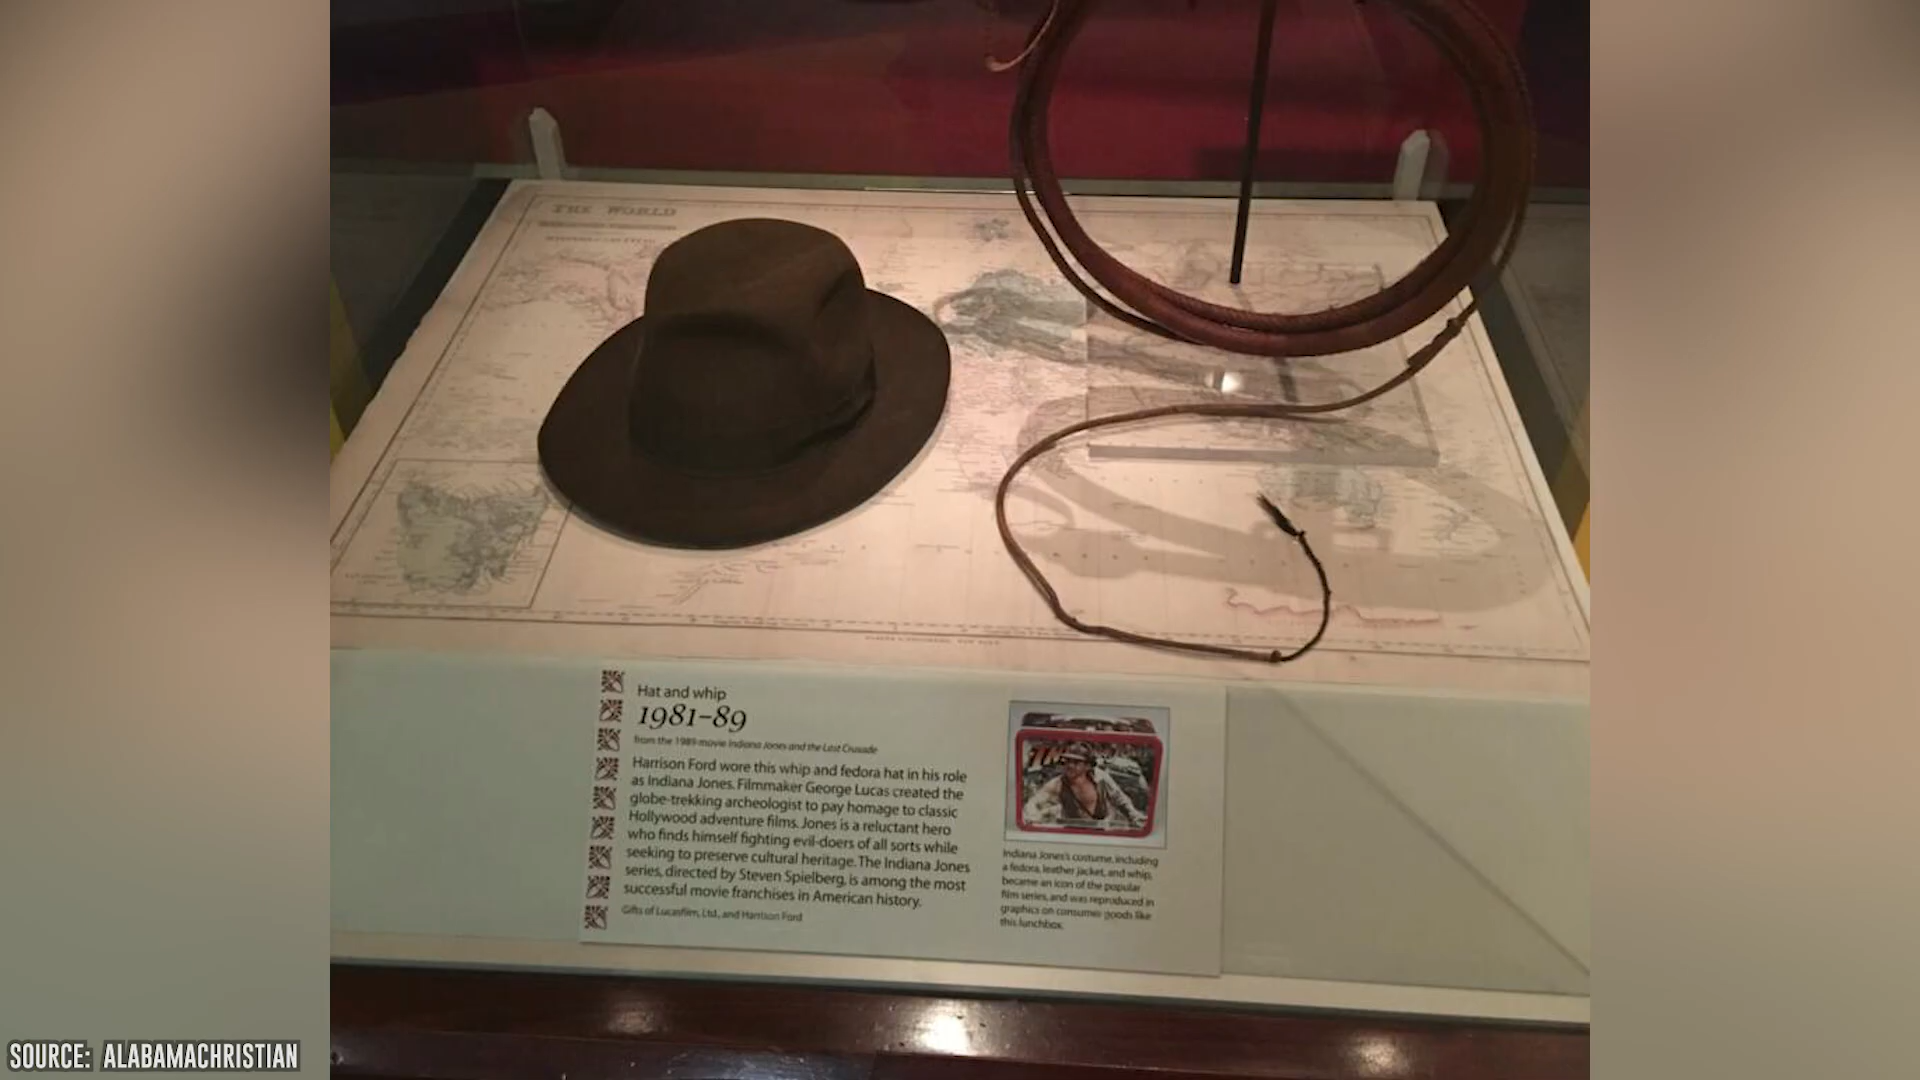 THE WORLD
Hat and whip
1981–89
from the 1989 movie Indiana Jones and the Last Crusade
Harrison Ford wore this whip and fedora hat in his role
as Indiana Jones. Filmmaker George Lucas created the
globe-trekking archeologist to pay homage to classic
Hollywood adventure films. Jones is a reluctant hero
who finds himself fighting evil-doers of all sorts while
seeking to preserve cultural heritage. The Indiana Jones
series, directed by Steven Spielberg, is among the most
successful movie franchises in American history.
Gifts of Lucasfilm, Ltd., and Harrison Ford
Indiana Jones's costume, including
a fedora, leather jacket, and whip,
became an icon of the popular
film series, and was reproduced in
graphics on consumer goods like
this lunchbox.
SOURCE: ALABAMACHRISTIAN